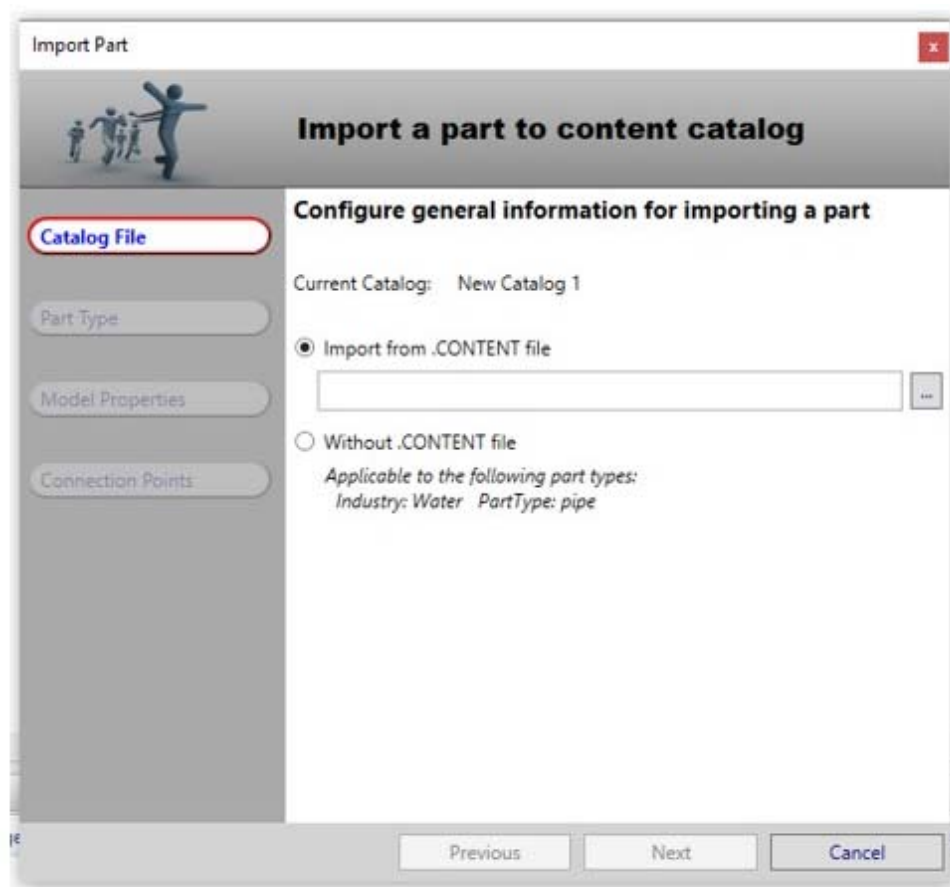 Import Part
x
Import a part to content catalog
Catalog File
Part Type
Model Properties
Connection Points
Configure general information for importing a part
Current Catalog: New Catalog 1
Import from .CONTENT file
...
Without .CONTENT file
Applicable to the following part types:
Industry: Water PartType: pipe
Previous Next Cancel